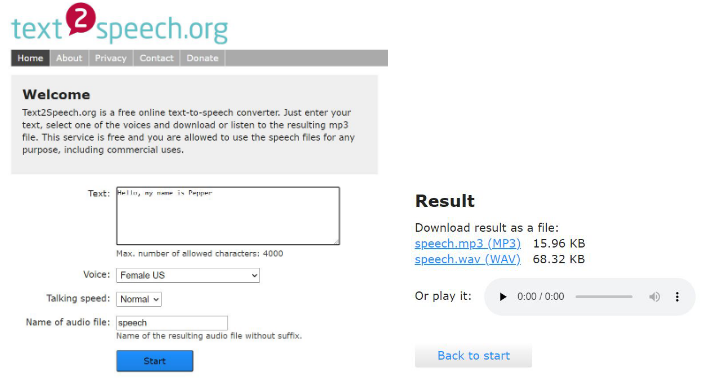 text2speech.org
Home About Privacy Contact Donate
Welcome
Text2Speech.org is a free online text-to-speech converter. Just enter your
text, select one of the voices and download or listen to the resulting mp3
file. This service is free and you are allowed to use the speech files for any
purpose, including commercial uses.
Text: Hello, my name is Pepper
Max. number of allowed characters: 4000
Voice: Female US
Talking speed: Normal
Name of audio file: speech
Name of the resulting audio file without suffix.
Start
Result
Download result as a file:
speech.mp3 (MP3) 15.96 KB
speech.wav (WAV) 68.32 KB
Or play it: 0:00 / 0:00
Back to start